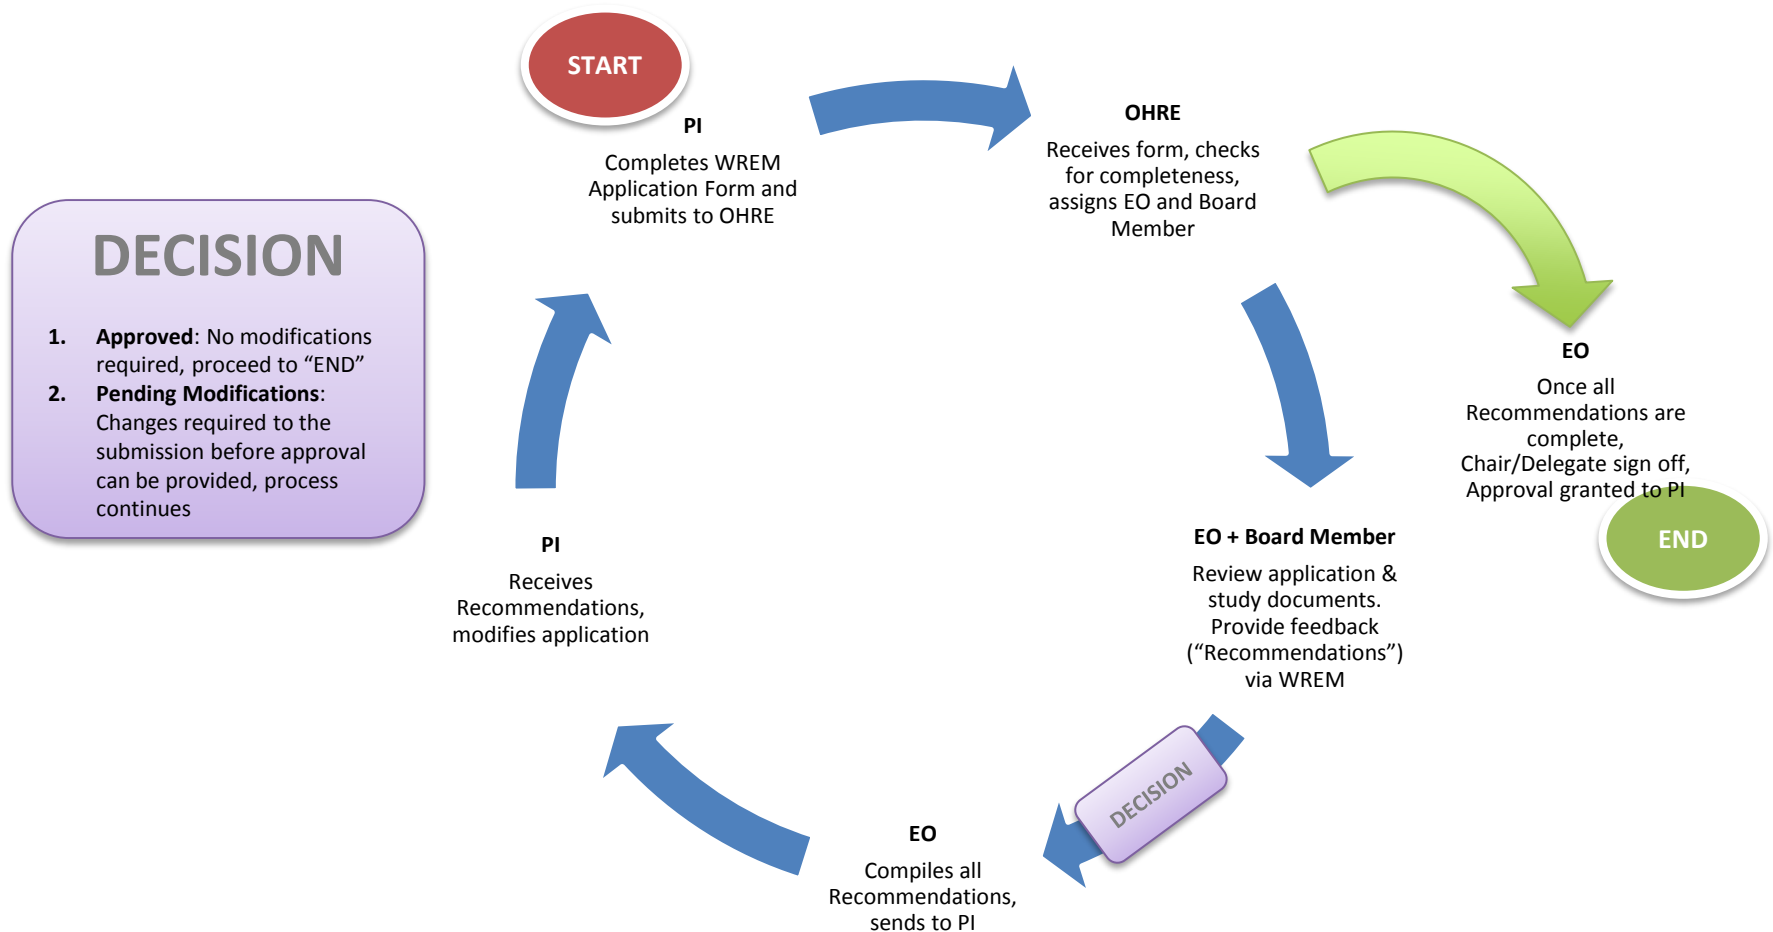 START
PI
Completes WREM
Application Form and
submits to OHRE
OHRE
Receives form, checks
for completeness,
assigns EO and Board
Member
EO
Once all
Recommendations are
complete,
Chair/Delegate sign off,
Approval granted to PI
END
EO + Board Member
Review application &
study documents.
Provide feedback
(“Recommendations”)
via WREM
DECISION
EO
Compiles all
Recommendations,
sends to PI
PI
Receives
Recommendations,
modifies application
DECISION
1. Approved: No modifications
required, proceed to “END”
2. Pending Modifications:
Changes required to the
submission before approval
can be provided, process
continues